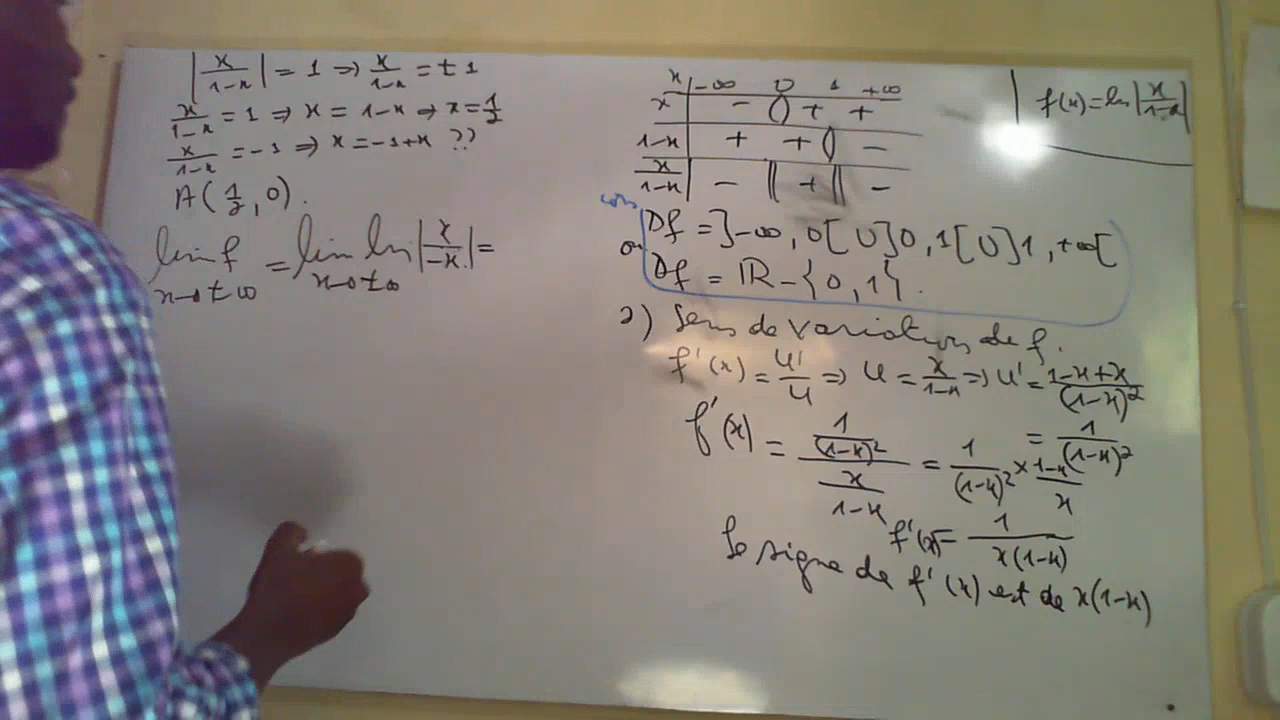 |x/1-x| = 1 ⇒ x/1-x = ±1
x/1-x = 1 ⇒ x = 1-x ⇒ x = 1/2
x/1-x = -1 ⇒ x = -1+x ??
A(1/2, 0).
lim f x→±∞ = lim x→±∞ ln |x/-x| =
x | -∞ 0 1 +∞
x | - 0 + +
1-x | + + 0 -
x/1-x | - || + || -
f(x) = ln |x/1-x|
Df = ]-∞, 0[ U ]0, 1[ U ]1, +∞[
ou
Df = IR - {0, 1}.
2) Sens de variations de f.
f'(x) = u'/u ⇒ u = x/1-x ⇒ u' = 1-x+x/(1-x)²
= 1/(1-x)²
f'(x) = 1/(1-x)² / x/1-x = 1/(1-x)² × 1-x/x
f'(x) = 1/x(1-x)
Le signe de f'(x) est de x(1-x)